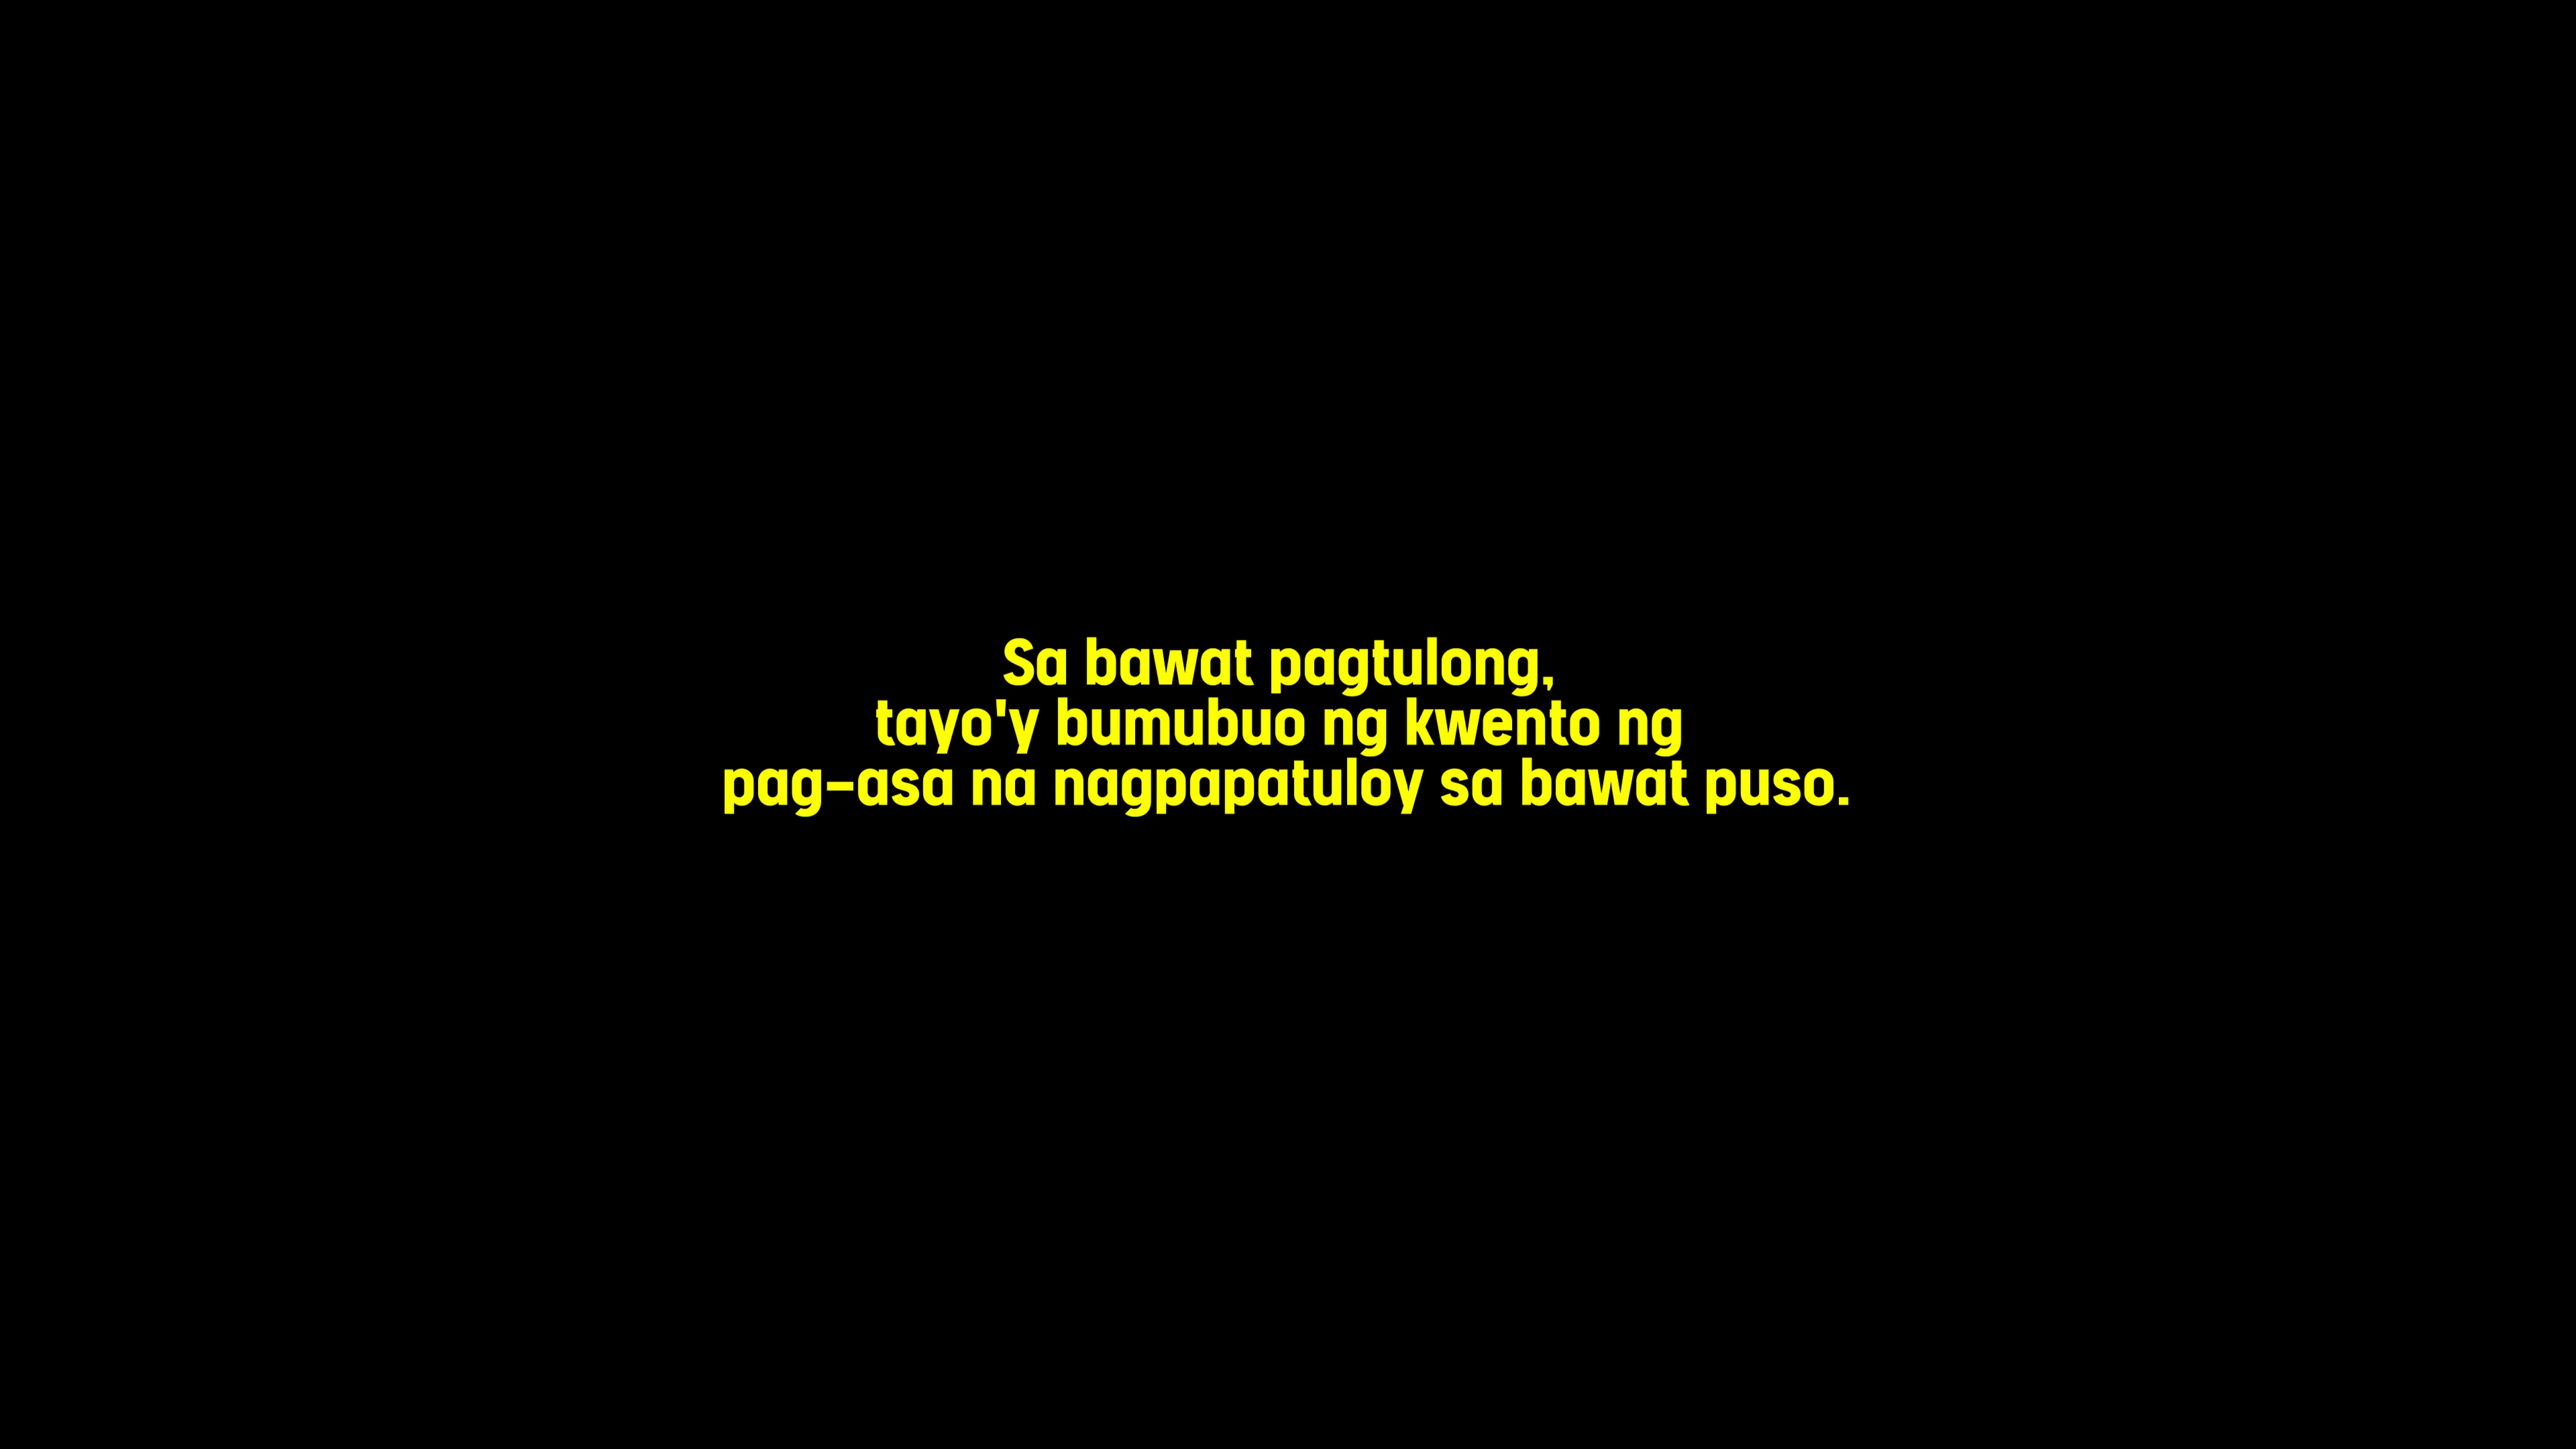 Sa bawat pagtulong,
tayo'y bumubuo ng kwento ng
pag-asa na nagpapatuloy sa bawat puso.